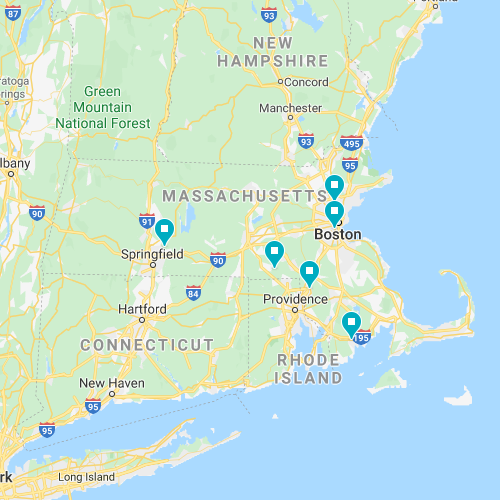 87
93
Portland
NEW
HAMPSHIRE
Saratoga
Springs
Green
Mountain
National Forest
Concord
Manchester
93
495
95
Albany
MASSACHUSETTS
90
91
Boston
Springfield
90
84
Hartford
Providence
195
CONNECTICUT
RHODE
ISLAND
New Haven
95
95
rk
Long Island